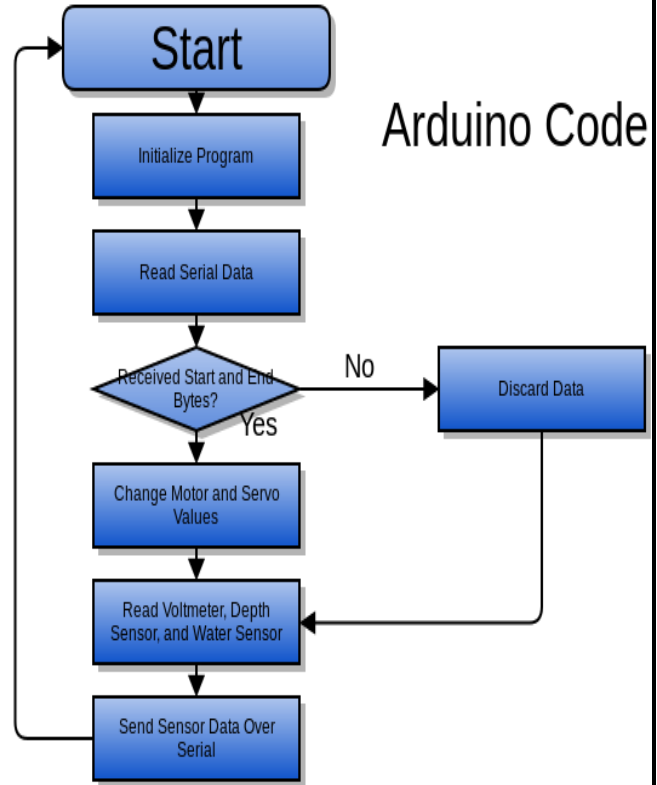 Start
Arduino Code
Initialize Program
Read Serial Data
Received Start and End
Bytes?
No
Discard Data
Yes
Change Motor and Servo
Values
Read Voltmeter, Depth
Sensor, and Water Sensor
Send Sensor Data Over
Serial